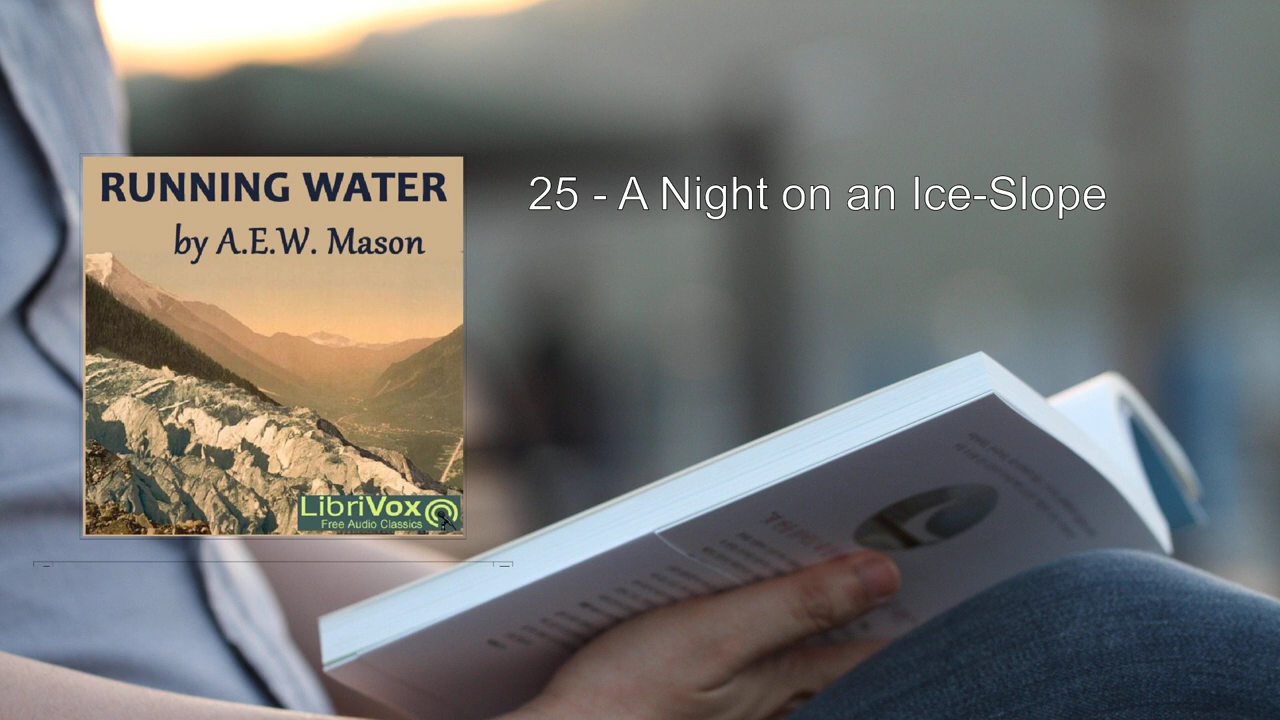 RUNNING WATER
by A.E.W. Mason
LibriVox
Free Audio Classics
25 - A Night on an Ice-Slope